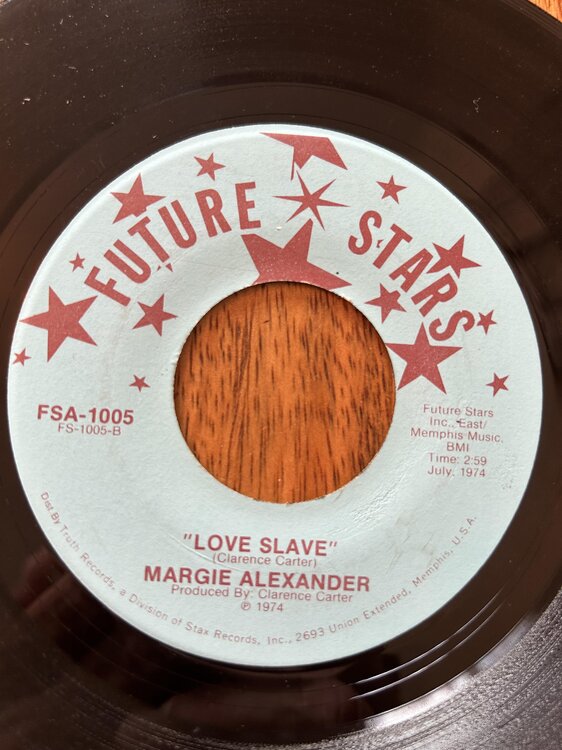 FUTURE STARS
FSA-1005
FS-1005-B
Future Stars
Inc., East/
Memphis Music.
BMI
Time: 2:59
July, 1974
"LOVE SLAVE"
(Clarence Carter)
MARGIE ALEXANDER
Produced By: Clarence Carter
℗ 1974
Dist By Truth Records, a Division of Stax Records, Inc., 2693 Union Extended, Memphis, U.S.A.